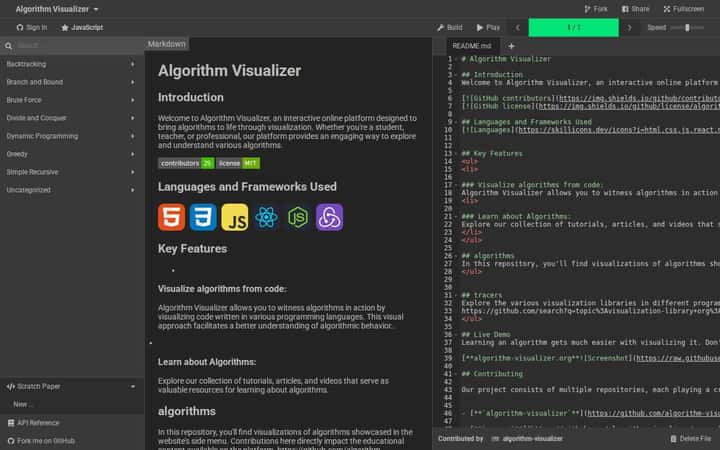 Algorithm Visualizer
Fork
Share
Fullscreen
Sign In
JavaScript
Build
Play
1 / 1
Speed
Search
Backtracking
Branch and Bound
Brute Force
Divide and Conquer
Dynamic Programming
Greedy
Simple Recursive
Uncategorized
Scratch Paper
New ...
API Reference
Fork me on GitHub
Markdown
Algorithm Visualizer
Introduction
Welcome to Algorithm Visualizer, an interactive online platform designed to
bring algorithms to life through visualization. Whether you're a student,
teacher, or professional, our platform provides an engaging way to explore
and understand various algorithms.
contributors 25 license MIT
Languages and Frameworks Used
JS
JS
Key Features
Visualize algorithms from code:
Algorithm Visualizer allows you to witness algorithms in action by
visualizing code written in various programming languages. This visual
approach facilitates a better understanding of algorithmic behavior..
Learn about Algorithms:
Explore our collection of tutorials, articles, and videos that serve as
valuable resources for learning about algorithms.
algorithms
In this repository, you'll find visualizations of algorithms showcased in the
website's side menu. Contributions here directly impact the educational
README.md
1 # Algorithm Visualizer
2
3 ## Introduction
4 Welcome to Algorithm Visualizer, an interactive online platform
5
6 [![GitHub contributors](https://img.shields.io/github/contribut
7 [![GitHub license](https://img.shields.io/github/license/algori
8
9 ## Languages and Frameworks Used
10 [![Languages](https://skillicons.dev/icons?i=html,css,js,react,
11
12
13 ## Key Features
14 <ul>
15 <li>
16
17 ### Visualize algorithms from code:
18 Algorithm Visualizer allows you to witness algorithms in action
19 <li>
20
21 ### Learn about Algorithms:
22 Explore our collection of tutorials, articles, and videos that s
23 </li>
24 </ul>
25
26 ## algorithms
27 In this repository, you'll find visualizations of algorithms sho
28 </ul>
29
30
31 ## tracers
32 Explore the various visualization libraries in different program
33 https://github.com/search?q=topic%3Avisualization-library+org%3A
34 </ul>
35
36 ## Live Demo
37 Learning an algorithm gets much easier with visualizing it. Don'
38
39 [**algorithm-visualizer.org**![Screenshot](https://raw.githubuse
40
41 ## Contributing
42
43 Our project consists of multiple repositories, each playing a cr
44
45
46 - [**`algorithm-visualizer`**](https://github.com/algorithm-visu
47
Contributed by algorithm-visualizer
Delete File